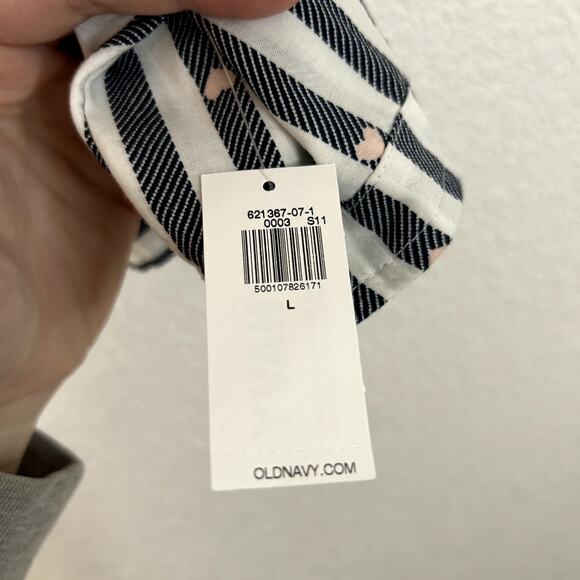 621367-07-1
0003 S11
500107826171
L
OLDNAVY.COM